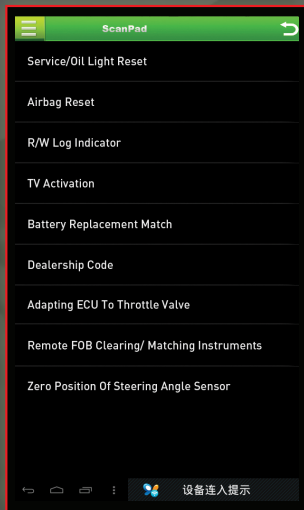 ScanPad
Service/Oil Light Reset
Airbag Reset
R/W Log Indicator
TV Activation
Battery Replacement Match
Dealership Code
Adapting ECU To Throttle Valve
Remote FOB Clearing/ Matching Instruments
Zero Position Of Steering Angle Sensor
设备连入提示